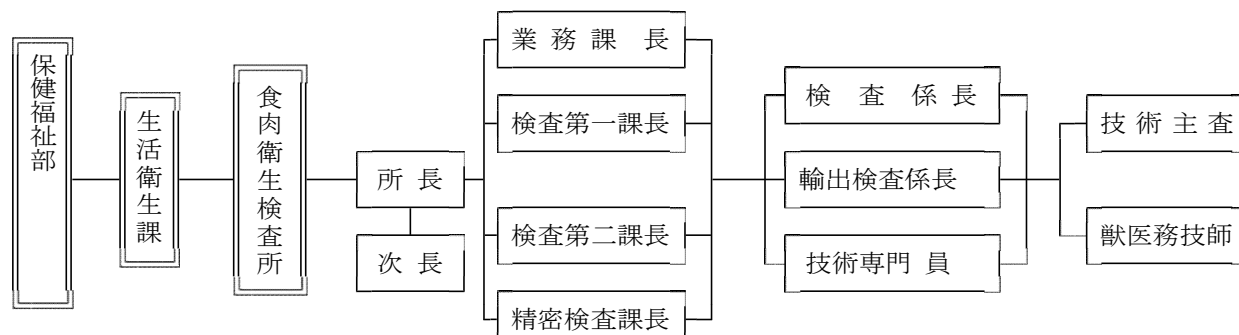 保健福祉部
生活衛生課
食肉衛生検査所
所 長
次 長
業 務 課 長
検査第一課長
検査第二課長
精密検査課長
検 査 係 長
輸出検査係長
技術専門 員
技 術 主 査
獣医務技師